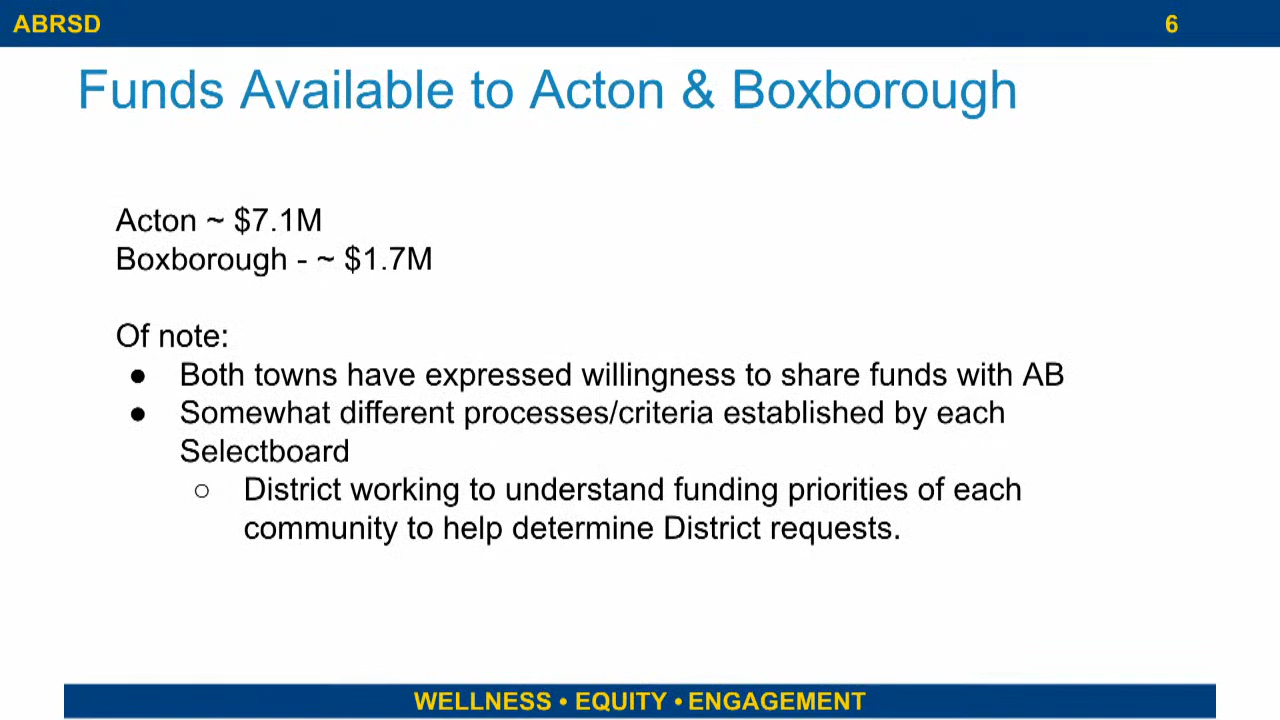 ABRSD
6
Funds Available to Acton & Boxborough
Acton ~ $7.1M
Boxborough - ~ $1.7M
Of note:
● Both towns have expressed willingness to share funds with AB
● Somewhat different processes/criteria established by each
Selectboard
○ District working to understand funding priorities of each
community to help determine District requests.
WELLNESS • EQUITY • ENGAGEMENT